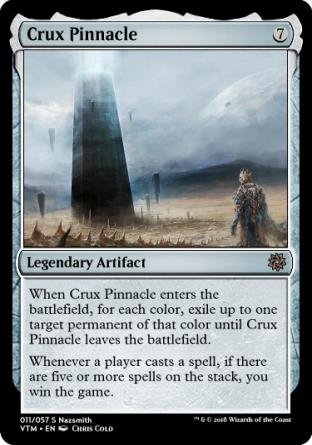 Crux Pinnacle 7
Legendary Artifact
When Crux Pinnacle enters the
battlefield, for each color, exile up to one
target permanent of that color until Crux
Pinnacle leaves the battlefield.
Whenever a player casts a spell, if there
are five or more spells on the stack, you
win the game.
011/057 S Nazsmith
VTM • EN Chris Cold
™ & © 2018 Wizards of the Coast